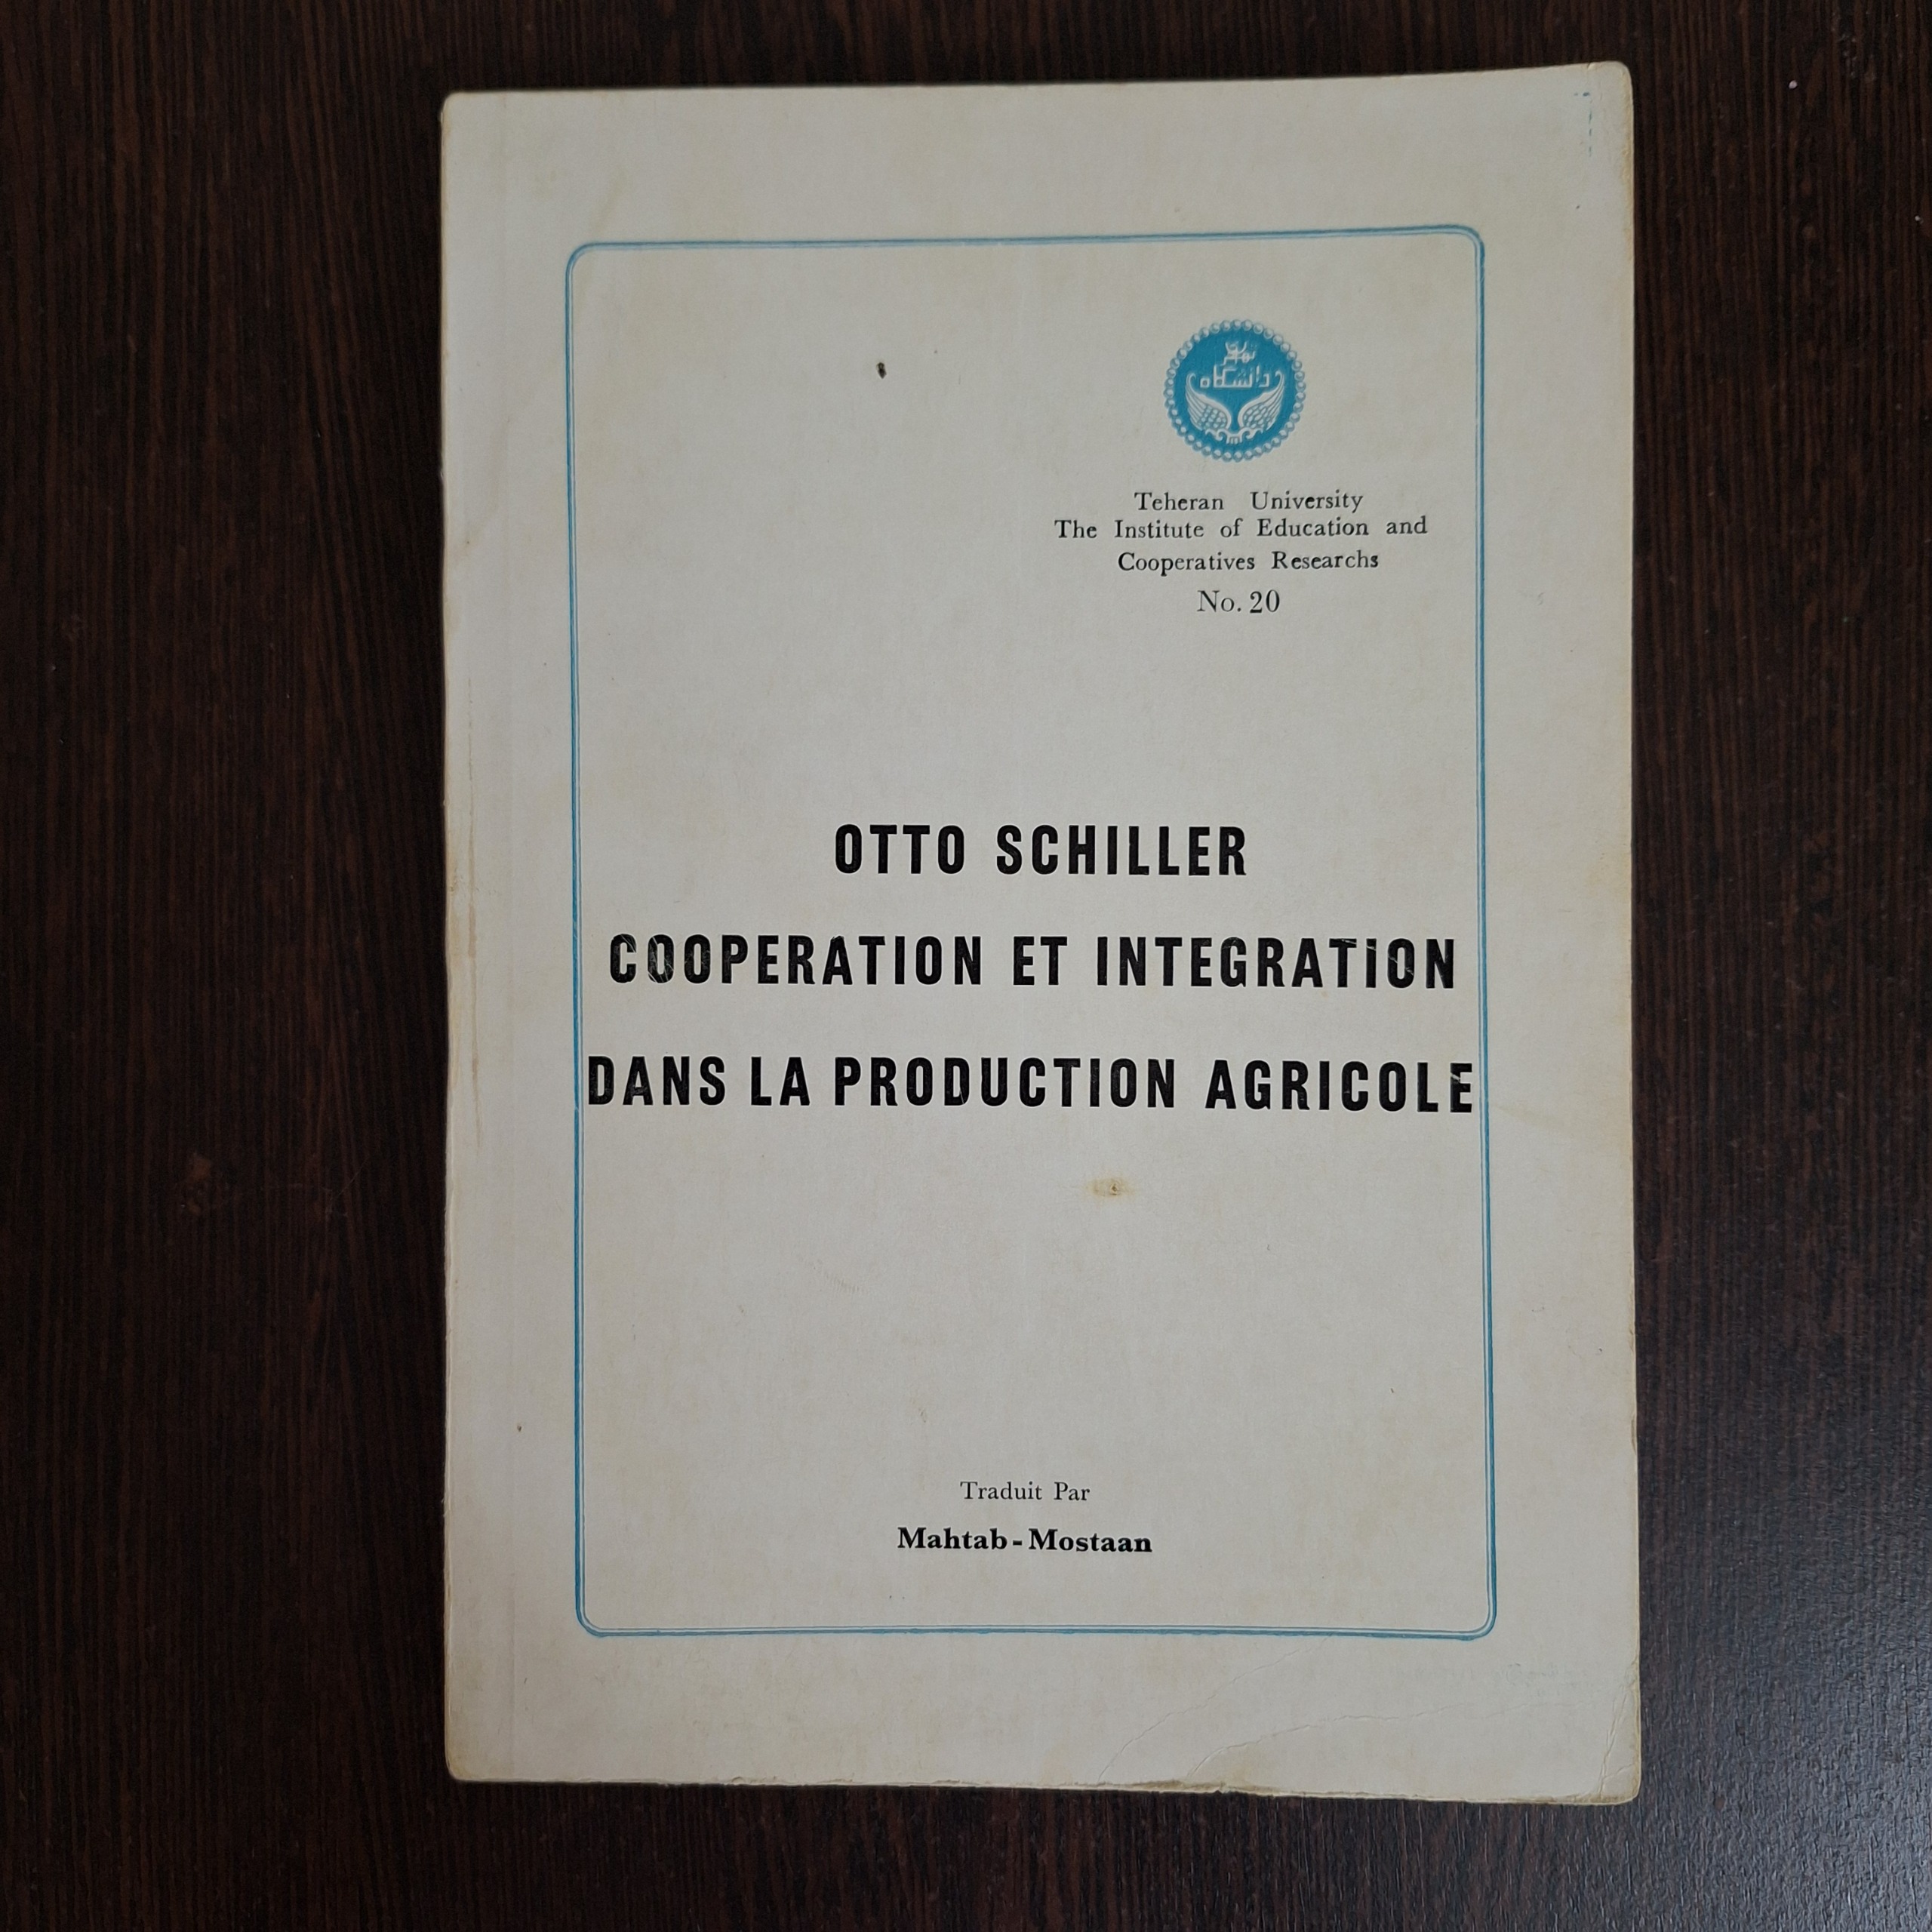 دانشگاه
تهران
Teheran University
The Institute of Education and
Cooperatives Researchs
No. 20
OTTO SCHILLER
COOPERATION ET INTEGRATION
DANS LA PRODUCTION AGRICOLE
Traduit Par
Mahtab-Mostaan